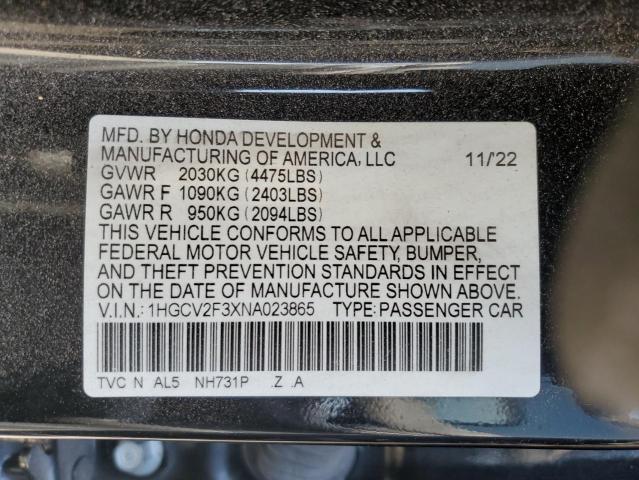 MFD. BY HONDA DEVELOPMENT &
MANUFACTURING OF AMERICA, LLC 11/'22
GVWR 2030KG (4475LBS)
GAWR F 1090KG (2403LBS)
GAWR R 950KG (2094LBS)
THIS VEHICLE CONFORMS TO ALL APPLICABLE
FEDERAL MOTOR VEHICLE SAFETY, BUMPER,
AND THEFT PREVENTION STANDARDS IN EFFECT
ON THE DATE OF MANUFACTURE SHOWN ABOVE.
V.I.N.: 1HGCV2F3XNA023865 TYPE: PASSENGER CAR
TVC N AL5 NH731P .Z .A